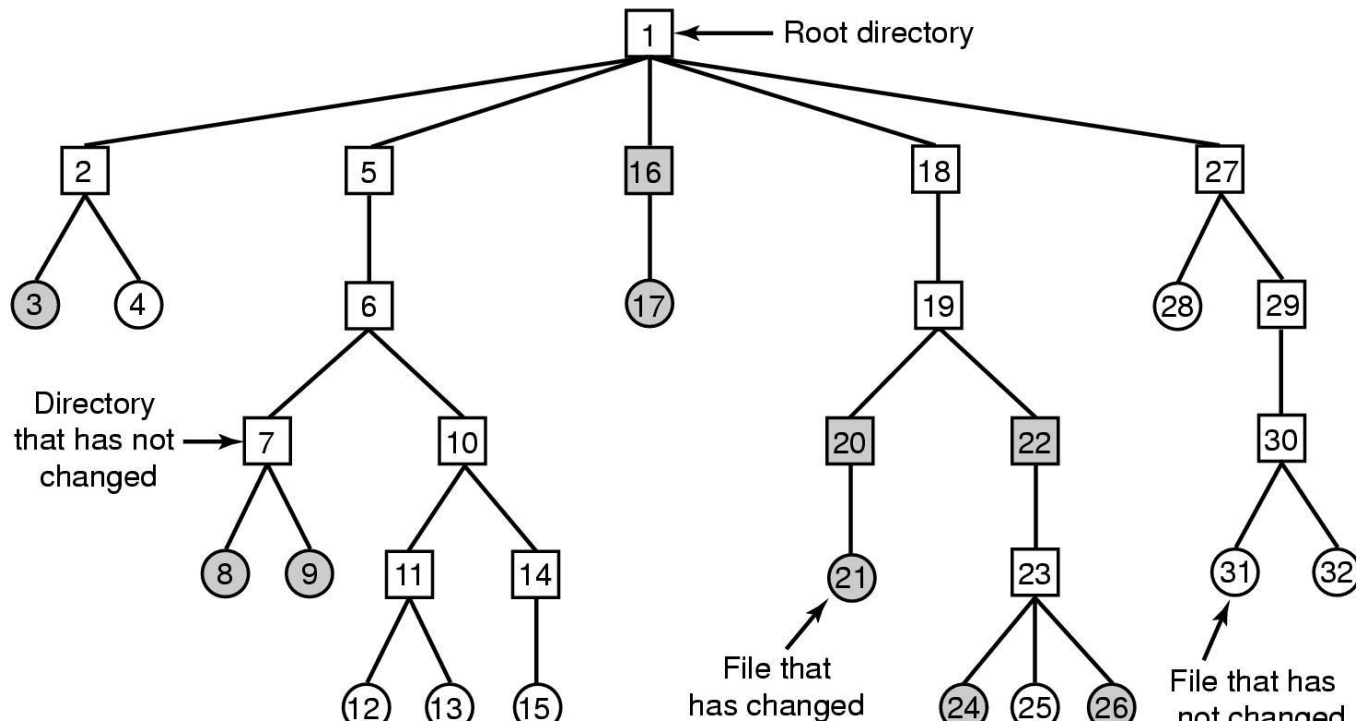 1 Root directory
2 5 16 18 27
3 4 6 17 19 28 29
Directory
that has not
changed
7 10 20 22 30
8 9 11 14 21 23 31 32
File that
has changed
12 13 15 24 25 26
File that has
not changed